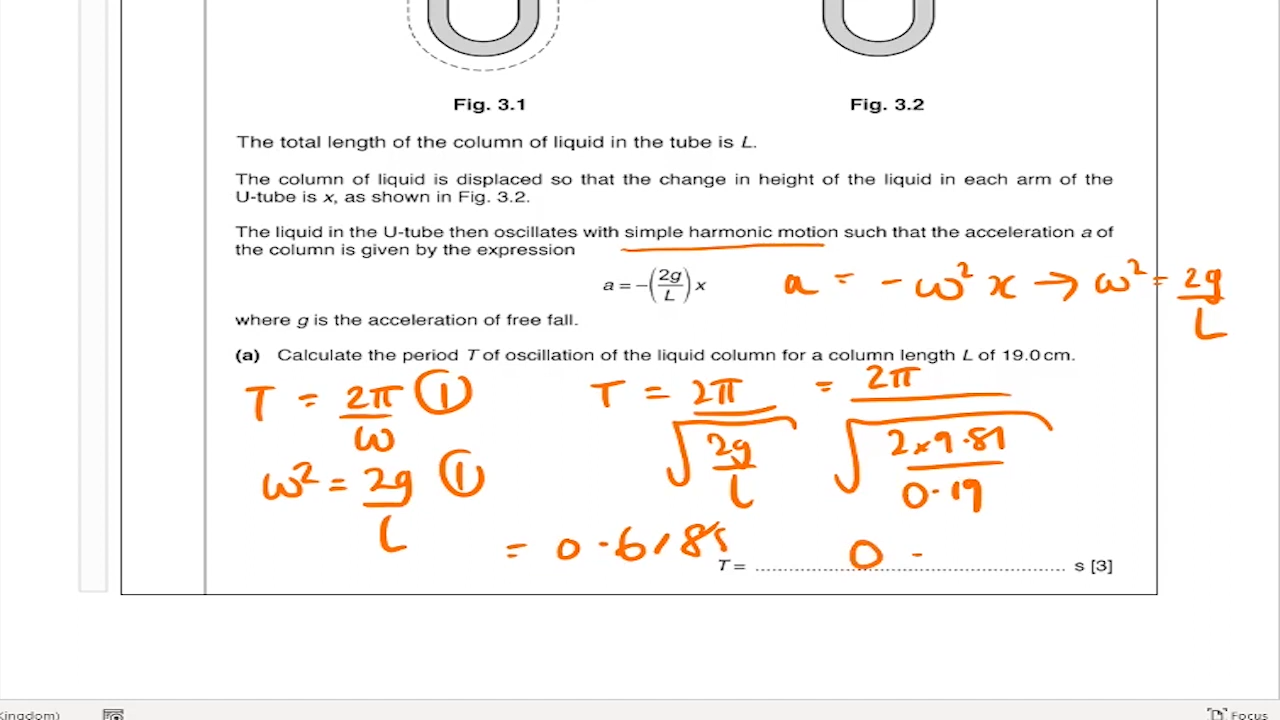 Fig. 3.1
Fig. 3.2
The total length of the column of liquid in the tube is L.
The column of liquid is displaced so that the change in height of the liquid in each arm of the
U-tube is x, as shown in Fig. 3.2.
The liquid in the U-tube then oscillates with simple harmonic motion such that the acceleration a of
the column is given by the expression
a = −(2g/L) x
a = −ω² x → ω² = 2g/L
where g is the acceleration of free fall.
(a) Calculate the period T of oscillation of the liquid column for a column length L of 19.0 cm.
T = 2π/ω ①
T = 2π/√(2g/L) = 2π/√(2×9.81/0.19)
ω² = 2g/L ①
= 0.618
T = .................... 0 . .................... s [3]
Kingdom)
Focus